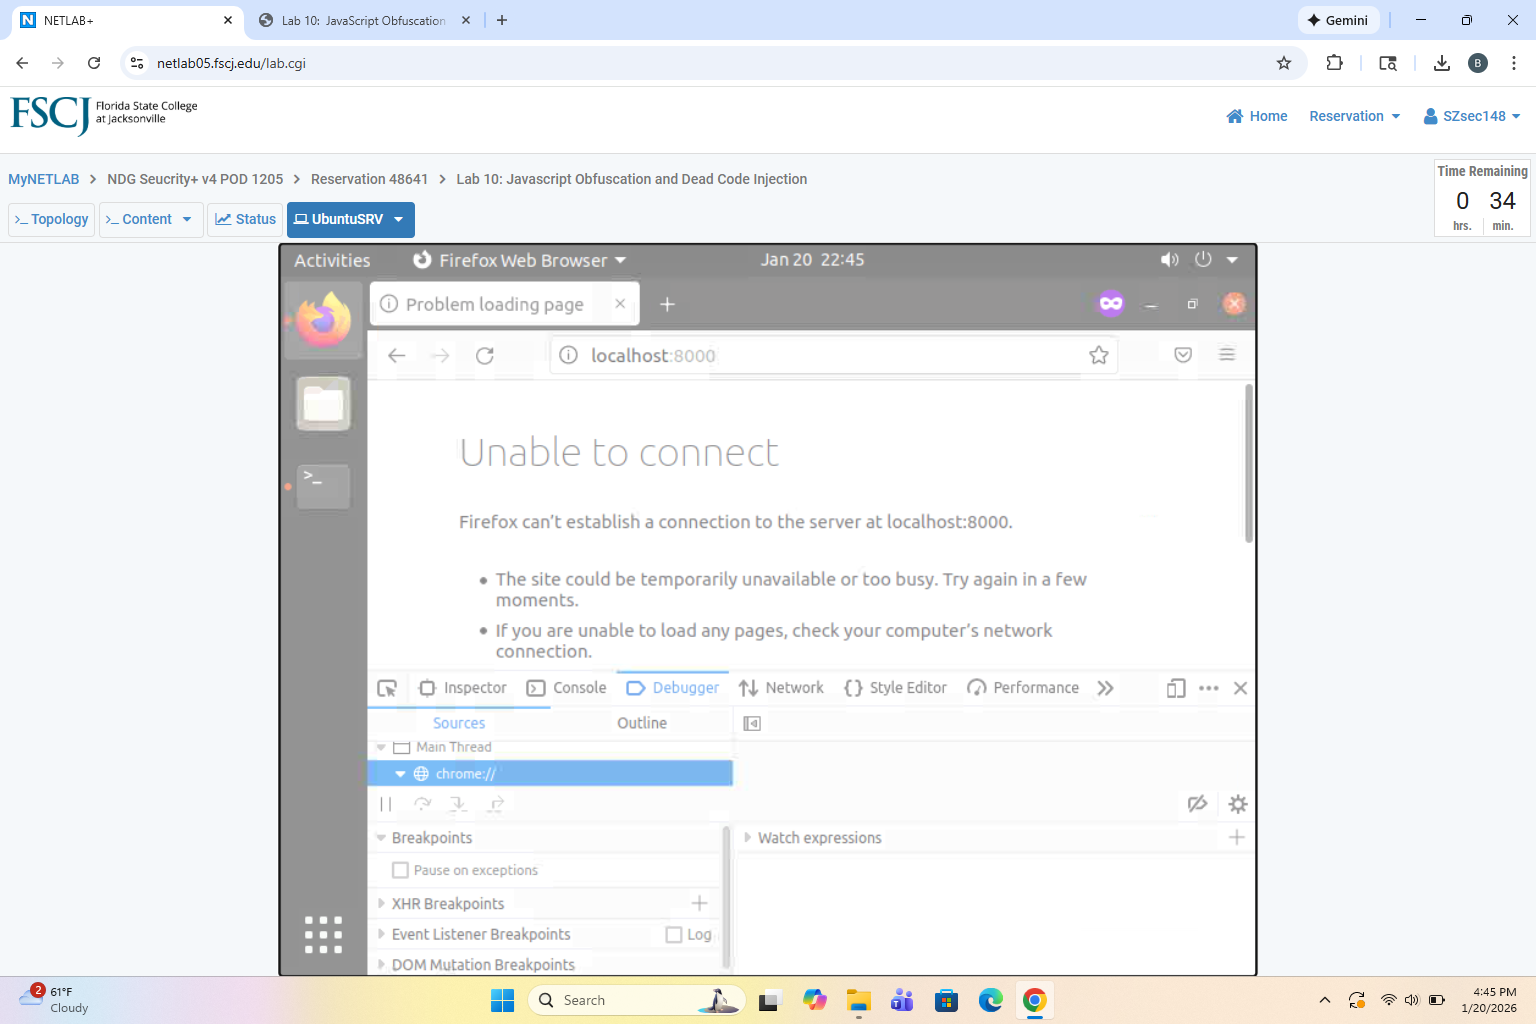 NETLAB+
Lab 10: JavaScript Obfuscation
Gemini
netlab05.fscj.edu/lab.cgi
B
FSCJ
Florida State College
at Jacksonville
Home
Reservation
SZsec148
MyNETLAB
NDG Seucrity+ v4 POD 1205
Reservation 48641
Lab 10: Javascript Obfuscation and Dead Code Injection
Time Remaining
0 34
hrs. min.
>_ Topology
>_ Content
Status
UbuntuSRV
Activities
Firefox Web Browser
Jan 20 22:45
Problem loading page
localhost:8000
Unable to connect
Firefox can’t establish a connection to the server at localhost:8000.
The site could be temporarily unavailable or too busy. Try again in a few
moments.
If you are unable to load any pages, check your computer’s network
connection.
Inspector
Console
Debugger
Network
Style Editor
Performance
Sources
Outline
Main Thread
chrome://
Breakpoints
Watch expressions
Pause on exceptions
XHR Breakpoints
Event Listener Breakpoints
Log
DOM Mutation Breakpoints
2
61°F
Cloudy
Search
4:45 PM
1/20/2026